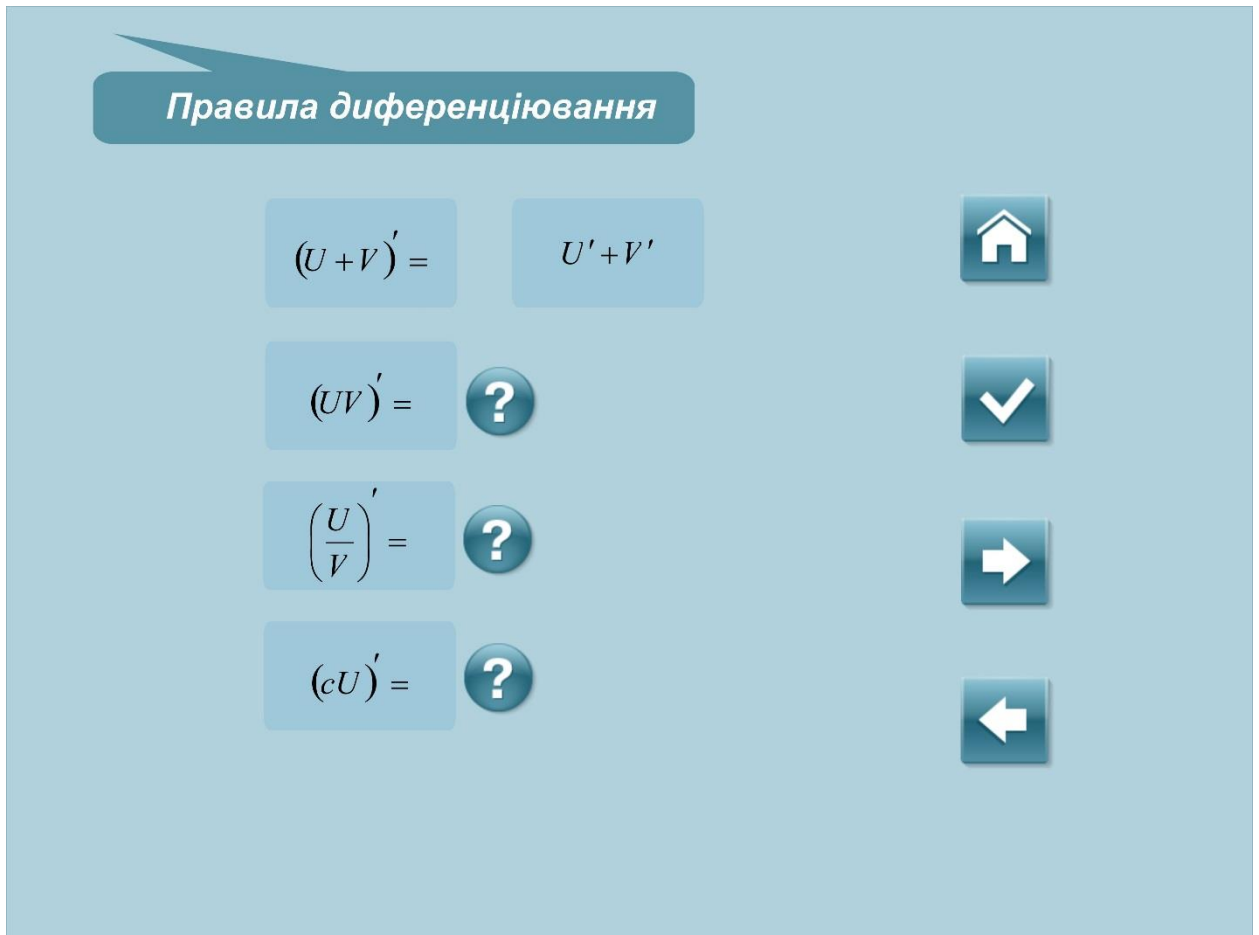 Правила диференціювання
(U + V)′ = U′ + V′
(UV)′ = ?
(U/V)′ = ?
(cU)′ = ?